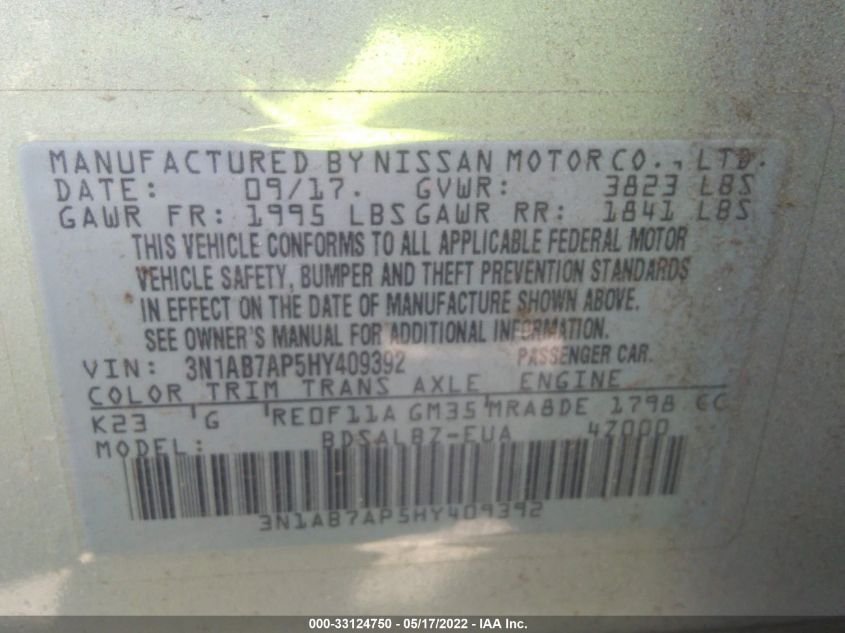 MANUFACTURED BY NISSAN MOTOR CO., LTD.
DATE: 09/17. GVWR: 3823 LBS
GAWR FR: 1995 LBS GAWR RR: 1841 LBS
THIS VEHICLE CONFORMS TO ALL APPLICABLE FEDERAL MOTOR
VEHICLE SAFETY, BUMPER AND THEFT PREVENTION STANDARDS
IN EFFECT ON THE DATE OF MANUFACTURE SHOWN ABOVE.
SEE OWNER'S MANUAL FOR ADDITIONAL INFORMATION.
VIN: 3N1AB7AP5HY409392 PASSENGER CAR.
COLOR TRIM TRANS AXLE ENGINE
K23 G RE0F11A GM35 MRA8DE 1798 CC
MODEL: BDSALBZ-EUA 4Z000
3N1AB7AP5HY409392
000-33124750 - 05/17/2022 - IAA Inc.